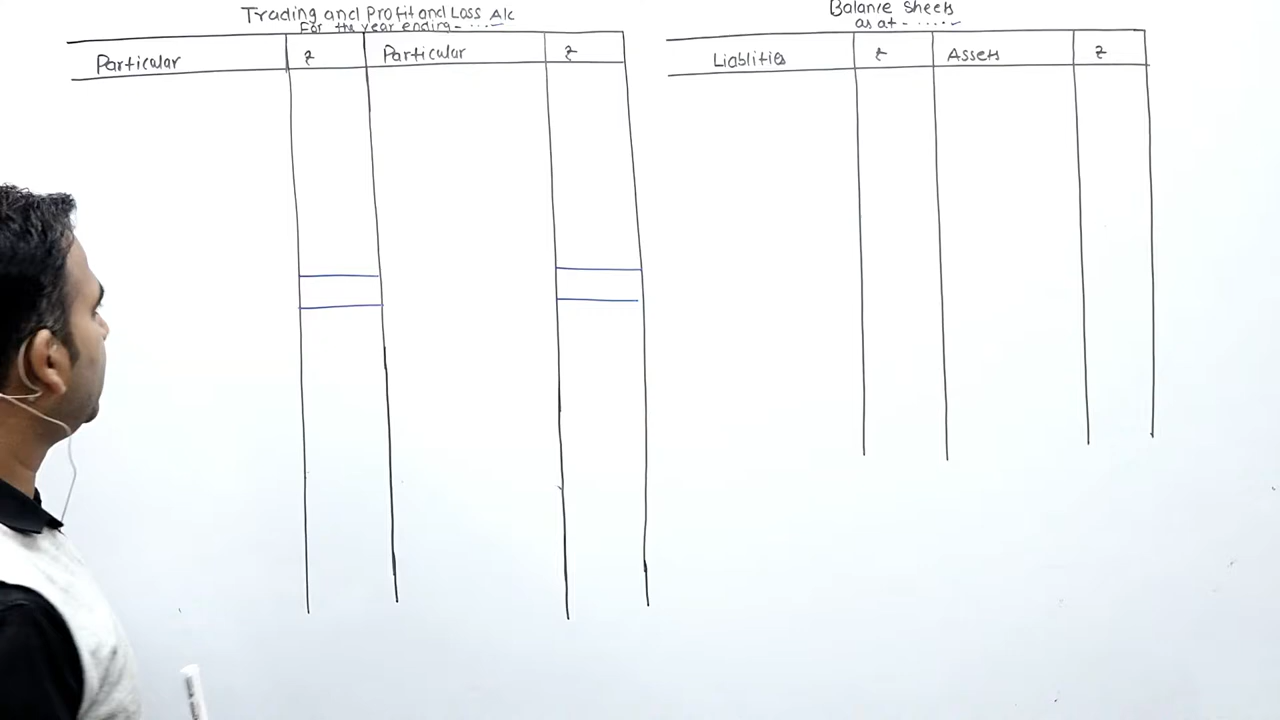 Trading and Profit and Loss A/c
For the year ending - .....
Particular ₹ Particular ₹
Balance Sheets
as at - ......
Liablities ₹ Assets ₹